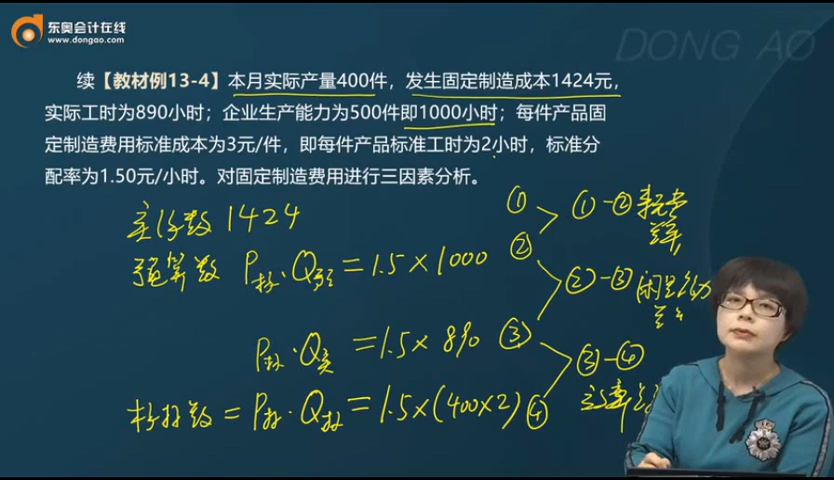 东奥会计在线
www.dongao.com
DONG AO
续【教材例13-4】本月实际产量400件，发生固定制造成本1424元，
实际工时为890小时；企业生产能力为500件即1000小时；每件产品固
定制造费用标准成本为3元/件，即每件产品标准工时为2小时，标准分
配率为1.50元/小时。对固定制造费用进行三因素分析。
实际数 1424 ①
①-②耗费
差异
预算数 P标·Q预=1.5×1000 ②
②-③闲置能力
差异
P标·Q实=1.5×890 ③
③-④
效率
标准数=P标·Q标=1.5×(400×2) ④